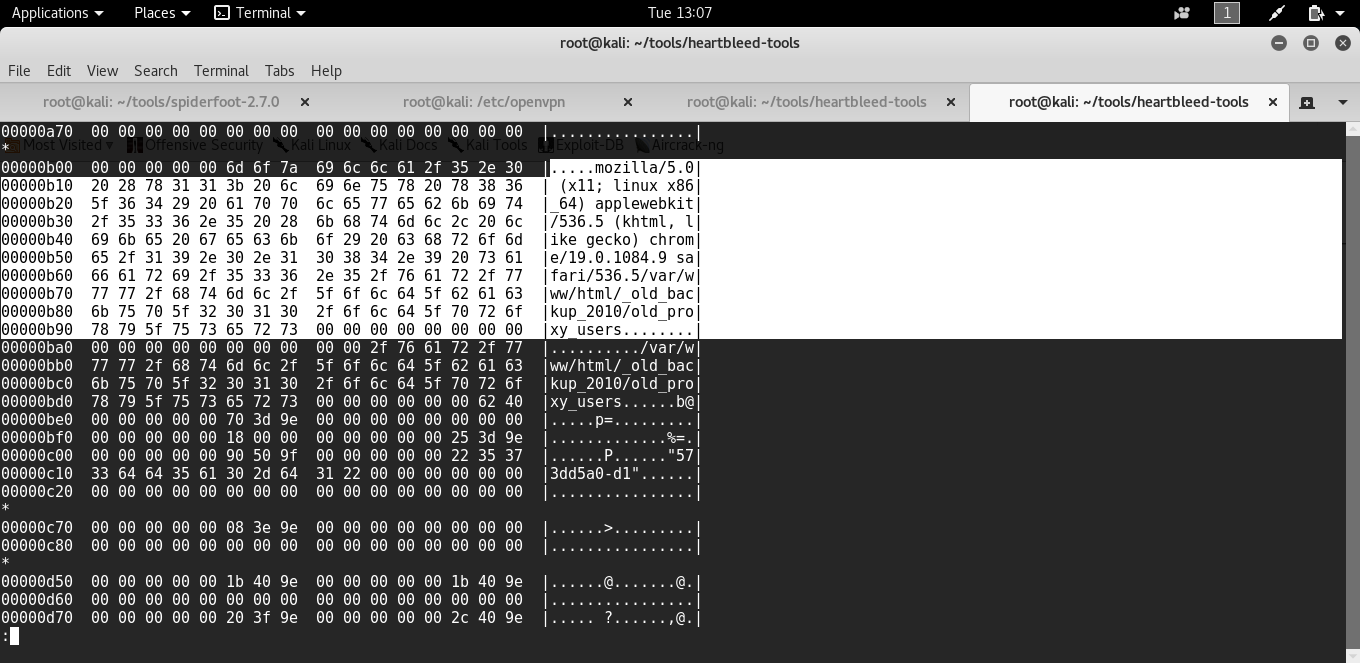 Applications Places Terminal Tue 13:07 1
root@kali: ~/tools/heartbleed-tools
File Edit View Search Terminal Tabs Help
root@kali: ~/tools/spiderfoot-2.7.0 root@kali: /etc/openvpn root@kali: ~/tools/heartbleed-tools root@kali: ~/tools/heartbleed-tools
00000a70  00 00 00 00 00 00 00 00  00 00 00 00 00 00 00 00  |................|
*
Most Visited Offensive Security Kali Linux Kali Docs Kali Tools Exploit-DB Aircrack-ng
00000b00  00 00 00 00 00 6d 6f 7a  69 6c 6c 61 2f 35 2e 30  |.....mozilla/5.0|
00000b10  20 28 78 31 31 3b 20 6c  69 6e 75 78 20 78 38 36  | (x11; linux x86|
00000b20  5f 36 34 29 20 61 70 70  6c 65 77 65 62 6b 69 74  |_64) applewebkit|
00000b30  2f 35 33 36 2e 35 20 28  6b 68 74 6d 6c 2c 20 6c  |/536.5 (khtml, l|
00000b40  69 6b 65 20 67 65 63 6b  6f 29 20 63 68 72 6f 6d  |ike gecko) chrom|
00000b50  65 2f 31 39 2e 30 2e 31  30 38 34 2e 39 20 73 61  |e/19.0.1084.9 sa|
00000b60  66 61 72 69 2f 35 33 36  2e 35 2f 76 61 72 2f 77  |fari/536.5/var/w|
00000b70  77 77 2f 68 74 6d 6c 2f  5f 6f 6c 64 5f 62 61 63  |ww/html/_old_bac|
00000b80  6b 75 70 5f 32 30 31 30  2f 6f 6c 64 5f 70 72 6f  |kup_2010/old_pro|
00000b90  78 79 5f 75 73 65 72 73  00 00 00 00 00 00 00 00  |xy_users........|
00000ba0  00 00 00 00 00 00 00 00  00 00 2f 76 61 72 2f 77  |........../var/w|
00000bb0  77 77 2f 68 74 6d 6c 2f  5f 6f 6c 64 5f 62 61 63  |ww/html/_old_bac|
00000bc0  6b 75 70 5f 32 30 31 30  2f 6f 6c 64 5f 70 72 6f  |kup_2010/old_pro|
00000bd0  78 79 5f 75 73 65 72 73  00 00 00 00 00 00 62 40  |xy_users......b@|
00000be0  00 00 00 00 00 70 3d 9e  00 00 00 00 00 00 00 00  |.....p=.........|
00000bf0  00 00 00 00 00 18 00 00  00 00 00 00 00 25 3d 9e  |.............%=.|
00000c00  00 00 00 00 00 90 50 9f  00 00 00 00 00 22 35 37  |......P......"57|
00000c10  33 64 64 35 61 30 2d 64  31 22 00 00 00 00 00 00  |3dd5a0-d1"......|
00000c20  00 00 00 00 00 00 00 00  00 00 00 00 00 00 00 00  |................|
*
00000c70  00 00 00 00 00 08 3e 9e  00 00 00 00 00 00 00 00  |......>.........|
00000c80  00 00 00 00 00 00 00 00  00 00 00 00 00 00 00 00  |................|
*
00000d50  00 00 00 00 00 1b 40 9e  00 00 00 00 00 1b 40 9e  |......@.......@.|
00000d60  00 00 00 00 00 00 00 00  00 00 00 00 00 00 00 00  |................|
00000d70  00 00 00 00 00 20 3f 9e  00 00 00 00 00 2c 40 9e  |..... ?......,@.|
: